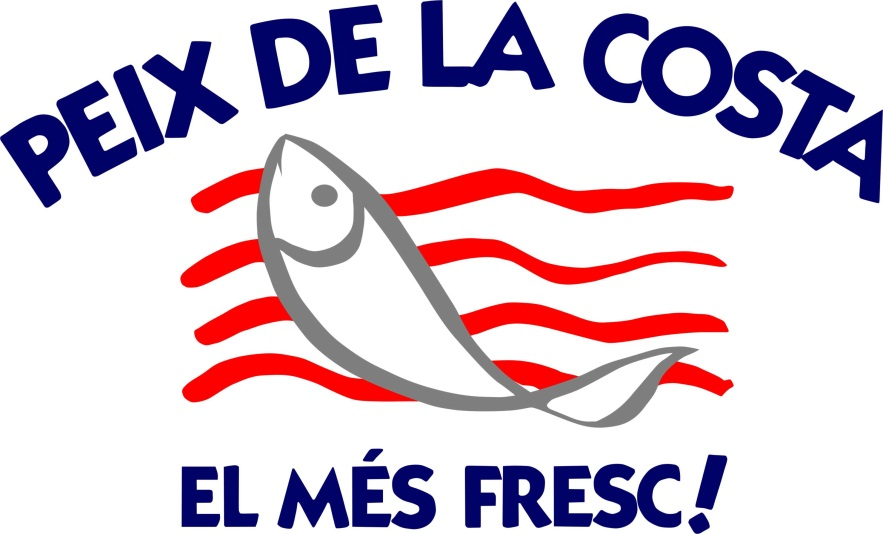 PEIX DE LA COSTA
EL MÉS FRESC!